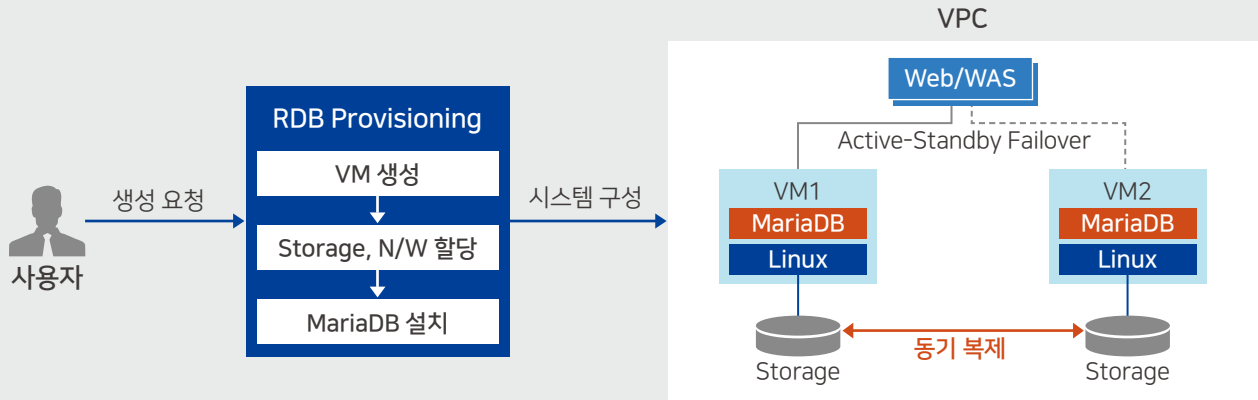 사용자
생성 요청
RDB Provisioning
VM 생성
Storage, N/W 할당
MariaDB 설치
시스템 구성
VPC
Web/WAS
Active-Standby Failover
VM1
MariaDB
Linux
Storage
VM2
MariaDB
Linux
Storage
동기 복제